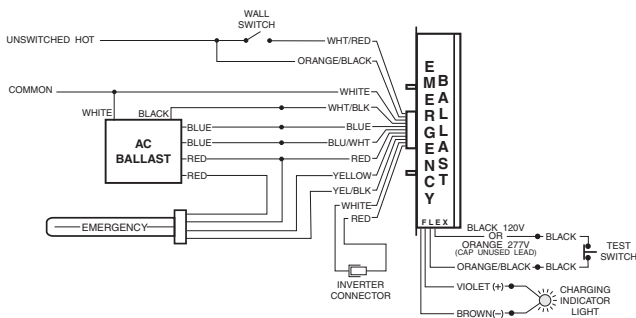 WALL
SWITCH
UNSWITCHED HOT
WHT/RED
ORANGE/BLACK
COMMON
WHITE
WHITE
BLACK
WHT/BLK
AC
BALLAST
BLUE
BLUE
BLUE
BLU/WHT
RED
RED
RED
YELLOW
YEL/BLK
WHITE
RED
EMERGENCY
INVERTER
CONNECTOR
EMERGENCY
BALLAST
FLEX
BLACK 120V
OR
ORANGE 277V
(CAP UNUSED LEAD)
BLACK
TEST
SWITCH
ORANGE/BLACK
BLACK
VIOLET (+)
CHARGING
INDICATOR
LIGHT
BROWN(–)